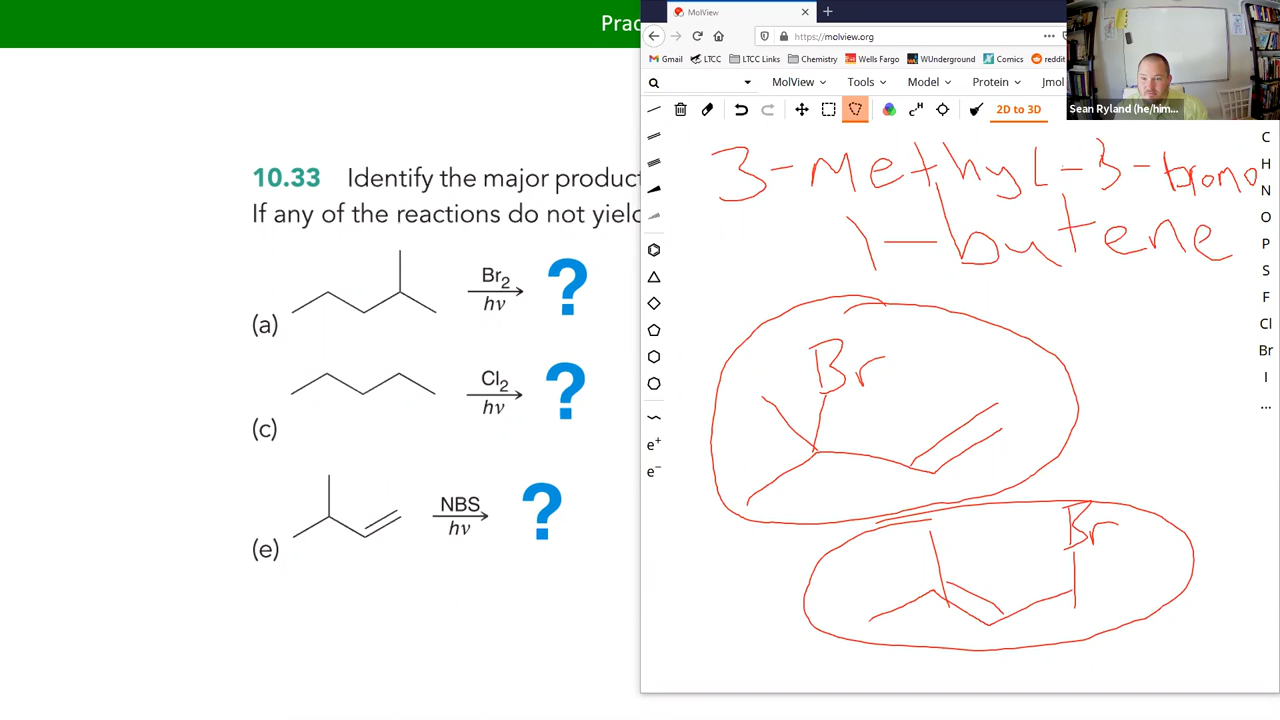 Prac
10.33 Identify the major product
If any of the reactions do not yiel
(a) Br2 hν ?
(c) Cl2 hν ?
(e) NBS hν ?
MolView
https://molview.org
Gmail LTCC LTCC Links Chemistry Wells Fargo WUnderground Comics reddit
MolView Tools Model Protein Jmol
2D to 3D
Sean Ryland (he/him...
3-Methyl-3-bromo
1-butene
Br
Br
C
H
N
O
P
S
F
Cl
Br
I
...
e+
e−